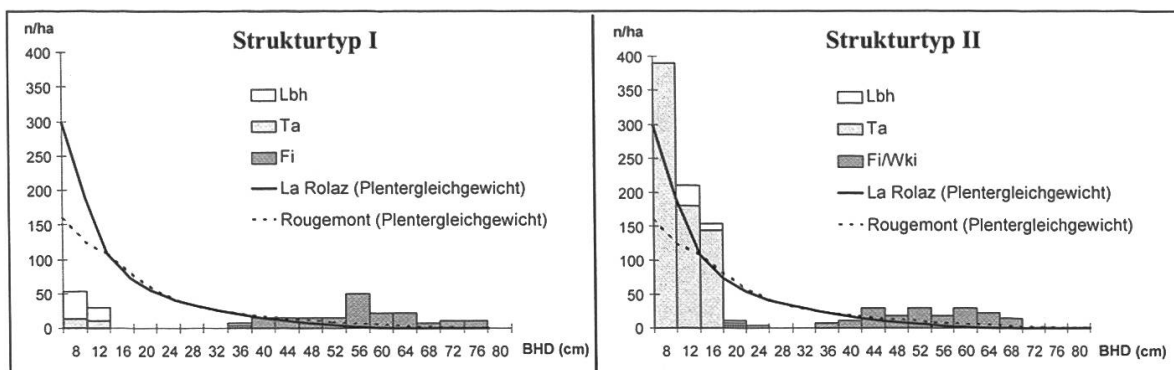 n/ha
Strukturtyp I
400
350
300
250
200
150
100
50
0
Lbh
Ta
Fi
La Rolaz (Plentergleichgewicht)
Rougemont (Plentergleichgewicht)
8 12 16 20 24 28 32 36 40 44 48 52 56 60 64 68 72 76 80 BHD (cm)
n/ha
Strukturtyp II
400
350
300
250
200
150
100
50
0
Lbh
Ta
Fi/Wki
La Rolaz (Plentergleichgewicht)
Rougemont (Plentergleichgewicht)
8 12 16 20 24 28 32 36 40 44 48 52 56 60 64 68 72 76 80 BHD (cm)